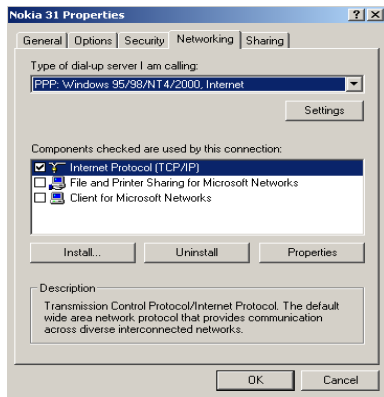 Nokia 31 Properties
General Options Security Networking Sharing
Type of dial-up server I am calling:
PPP: Windows 95/98/NT4/2000, Internet
Settings
Components checked are used by this connection:
Internet Protocol (TCP/IP)
File and Printer Sharing for Microsoft Networks
Client for Microsoft Networks
Install... Uninstall Properties
Description
Transmission Control Protocol/Internet Protocol. The default
wide area network protocol that provides communication
across diverse interconnected networks.
OK Cancel